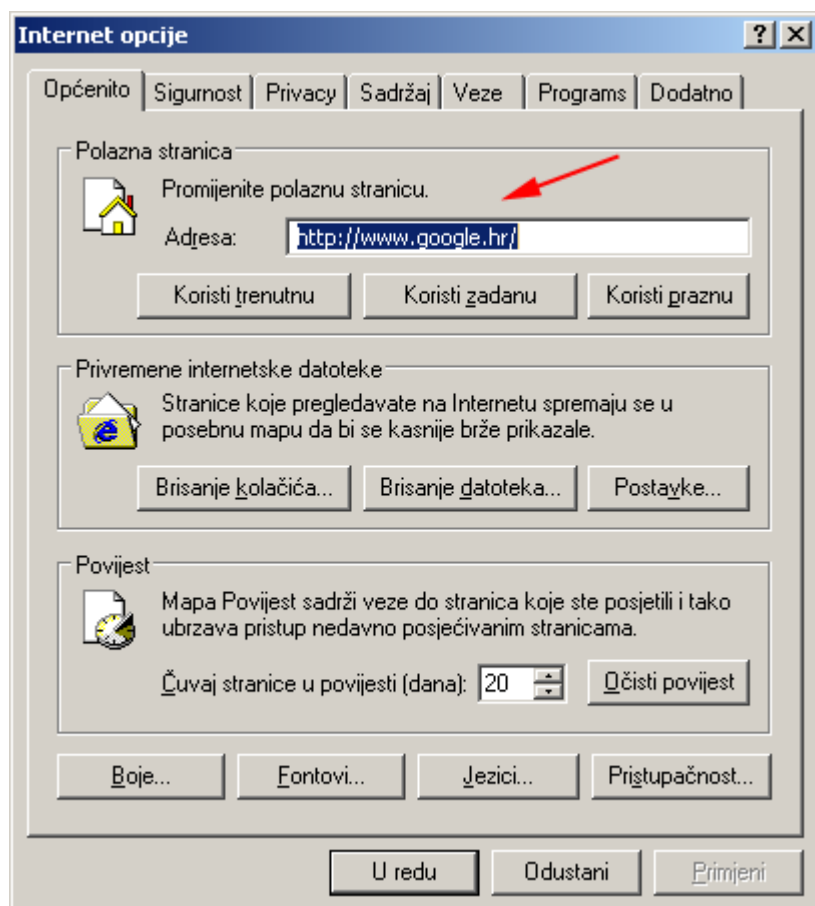 Internet opcije
Općenito Sigurnost Privacy Sadržaj Veze Programs Dodatno
Polazna stranica
Promijenite polaznu stranicu.
Adresa: http://www.google.hr/
Koristi trenutnu Koristi zadanu Koristi praznu
Privremene internetske datoteke
Stranice koje pregledavate na Internetu spremaju se u
posebnu mapu da bi se kasnije brže prikazale.
Brisanje kolačića... Brisanje datoteka... Postavke...
Povijest
Mapa Povijest sadrži veze do stranica koje ste posjetili i tako
ubrzava pristup nedavno posjećivanim stranicama.
Čuvaj stranice u povijesti (dana): 20 Očisti povijest
Boje... Fontovi... Jezici... Pristupačnost...
U redu Odustani Primjeni